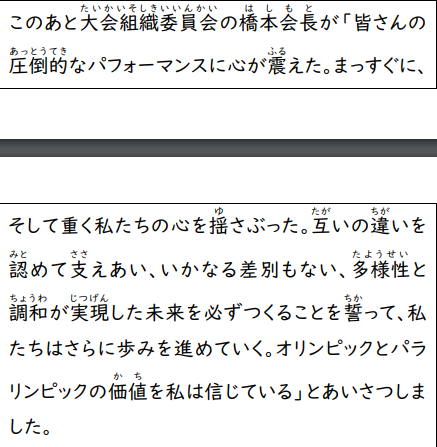 このあと大会組織委員会の橋本会長が「皆さんの
圧倒的なパフォーマンスに心が震えた。まっすぐに、
そして重く私たちの心を揺さぶった。互いの違いを
認めて支えあい、いかなる差別もない、多様性と
調和が実現した未来を必ずつくることを誓って、私
たちはさらに歩みを進めていく。オリンピックとパラ
リンピックの価値を私は信じている」とあいさつしま
した。